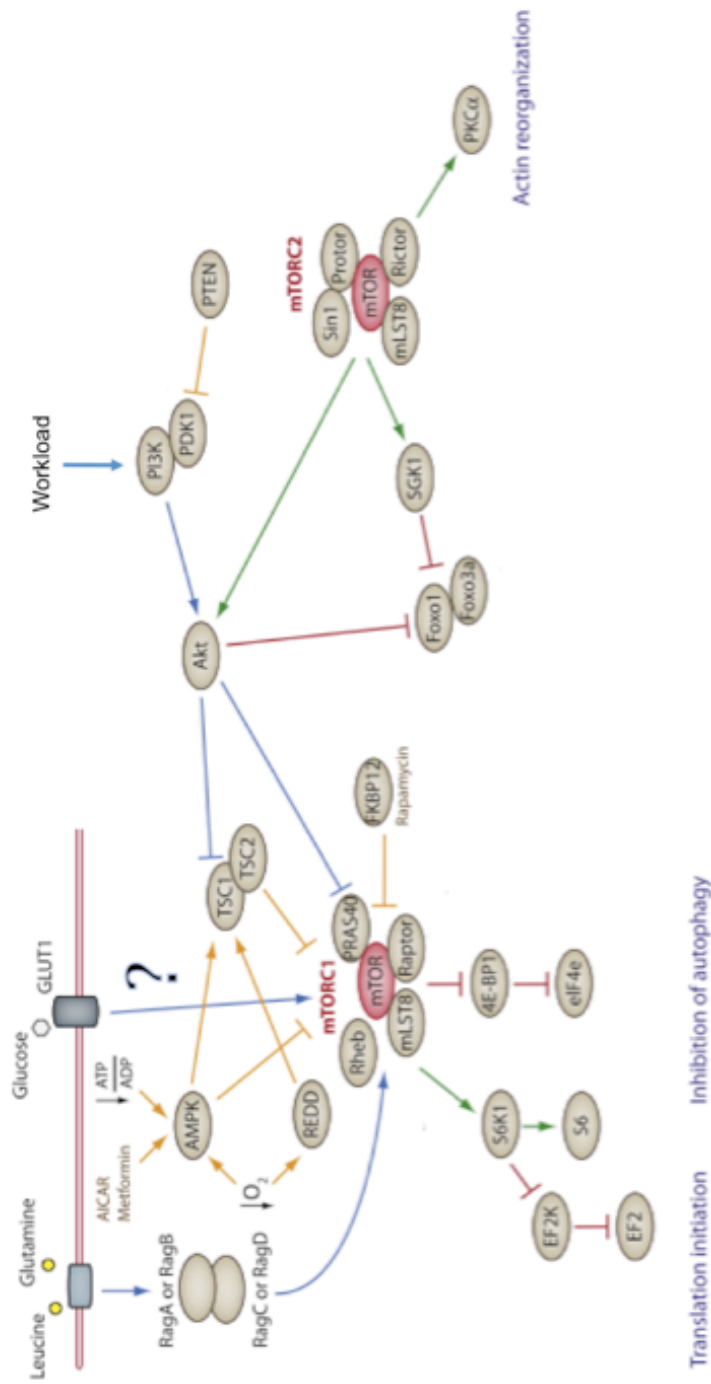 Leucine
Glutamine
Glucose
GLUT1
Workload
AICAR
Metformin
ATP
ADP
?
RagA or RagB
RagC or RagD
AMPK
O2
REDD
TSC1
TSC2
Akt
PI3K
PDK1
PTEN
mTORC1
Rheb
PRAS40
mTOR
mLST8
Raptor
FKBP12
Rapamycin
mTORC2
Sin1
Protor
mTOR
mLST8
Rictor
SGK1
Foxo1
Foxo3a
PKCα
Actin reorganization
4E-BP1
eIF4e
S6K1
S6
EF2K
EF2
Translation initiation
Inhibition of autophagy